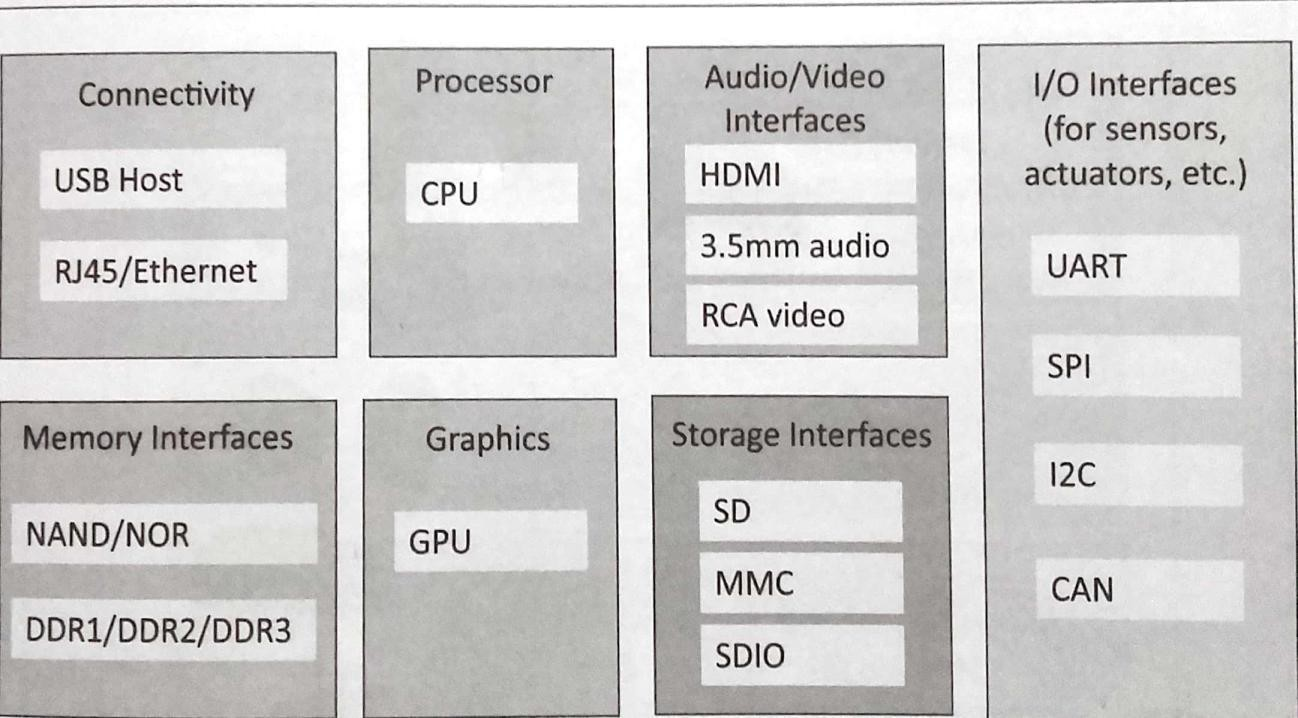 Connectivity
USB Host
RJ45/Ethernet
Processor
CPU
Audio/Video
Interfaces
HDMI
3.5mm audio
RCA video
I/O Interfaces
(for sensors,
actuators, etc.)
UART
SPI
I2C
CAN
Memory Interfaces
NAND/NOR
DDR1/DDR2/DDR3
Graphics
GPU
Storage Interfaces
SD
MMC
SDIO